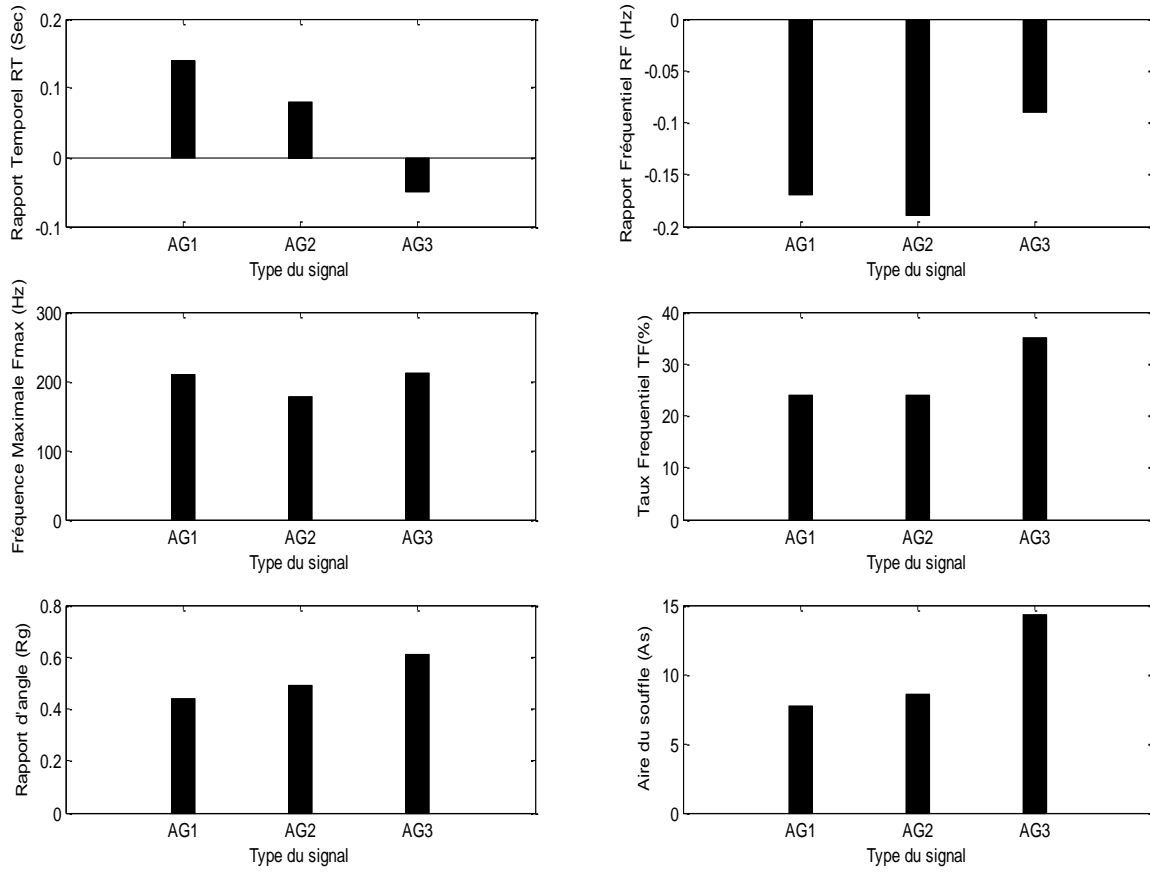 Rapport Temporel RT (Sec)
0.2
0.1
0
-0.1
AG1 AG2 AG3
Type du signal
Rapport Fréquentiel RF (Hz)
0
-0.05
-0.1
-0.15
-0.2
AG1 AG2 AG3
Type du signal
Fréquence Maximale Fmax (Hz)
300
200
100
0
AG1 AG2 AG3
Type du signal
Taux Frequentiel TF(%)
40
30
20
10
0
AG1 AG2 AG3
Type du signal
Rapport d'angle (Rg)
0.8
0.6
0.4
0.2
0
AG1 AG2 AG3
Type du signal
Aire du souffle (As)
15
10
5
0
AG1 AG2 AG3
Type du signal